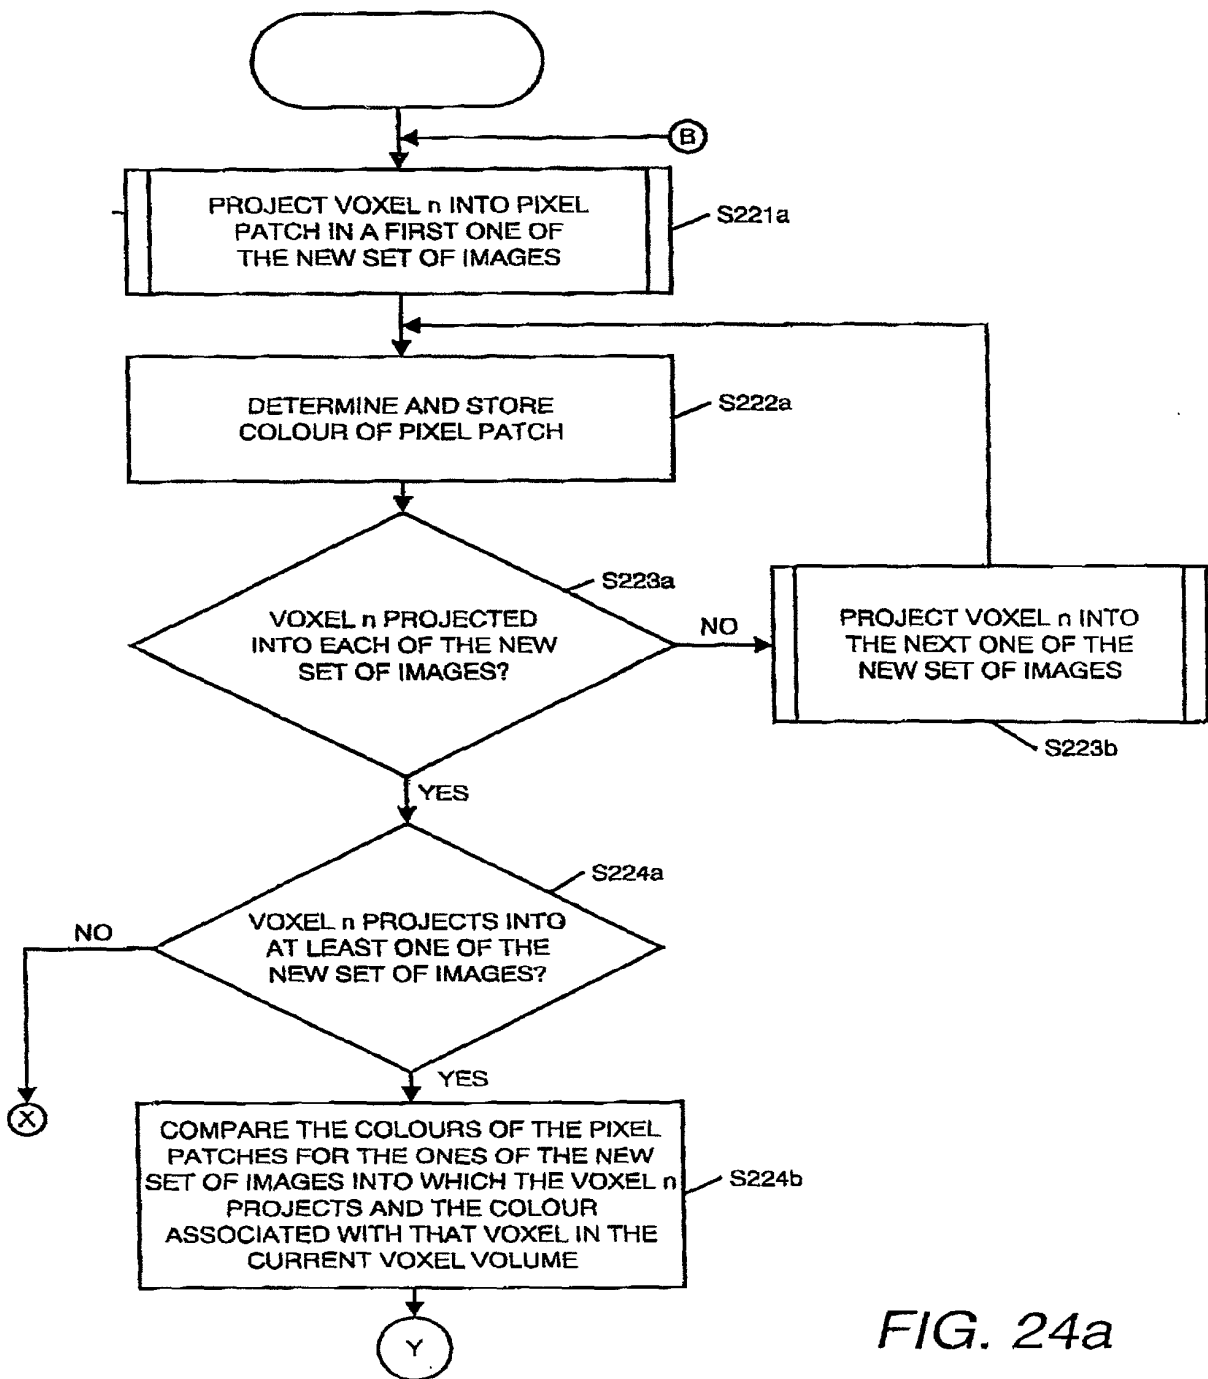 B
PROJECT VOXEL n INTO PIXEL
PATCH IN A FIRST ONE OF
THE NEW SET OF IMAGES
S221a
DETERMINE AND STORE
COLOUR OF PIXEL PATCH
S222a
VOXEL n PROJECTED
INTO EACH OF THE NEW
SET OF IMAGES?
S223a
NO
PROJECT VOXEL n INTO
THE NEXT ONE OF THE
NEW SET OF IMAGES
S223b
YES
VOXEL n PROJECTS INTO
AT LEAST ONE OF THE
NEW SET OF IMAGES?
S224a
NO
X
YES
COMPARE THE COLOURS OF THE PIXEL
PATCHES FOR THE ONES OF THE NEW
SET OF IMAGES INTO WHICH THE VOXEL n
PROJECTS AND THE COLOUR
ASSOCIATED WITH THAT VOXEL IN THE
CURRENT VOXEL VOLUME
S224b
Y
FIG. 24a